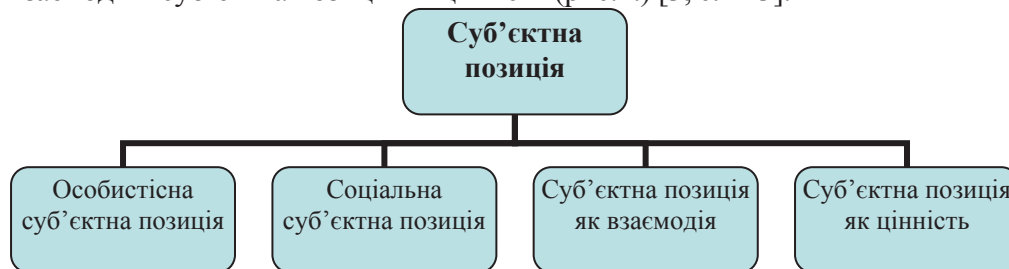 Суб’єктна
позиція
Особистісна
суб’єктна позиція
Соціальна
суб’єктна позиція
Суб’єктна позиція
як взаємодія
Суб’єктна позиція
як цінність